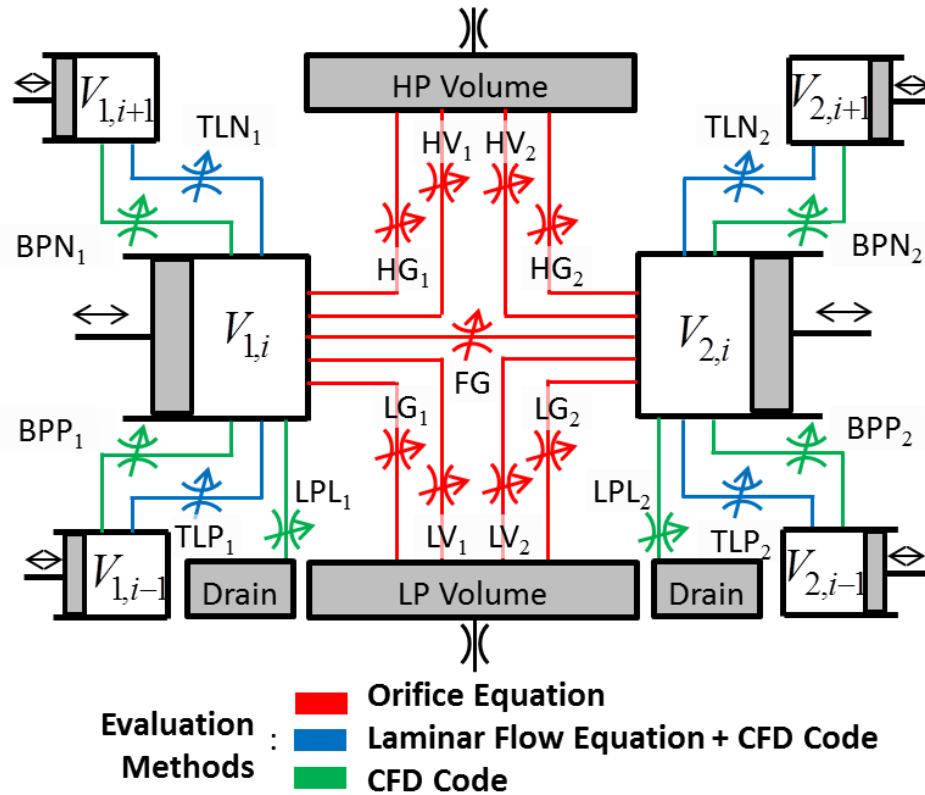 HP Volume
V1,i+1
V2,i+1
TLN1
HV1 HV2
TLN2
BPN1
HG1
HG2
BPN2
V1,i
V2,i
FG
BPP1
LG1
LG2
BPP2
LPL1
LPL2
TLP1
LV1 LV2
TLP2
V1,i−1
Drain
LP Volume
Drain
V2,i−1
Orifice Equation
Evaluation Methods : Laminar Flow Equation + CFD Code
CFD Code